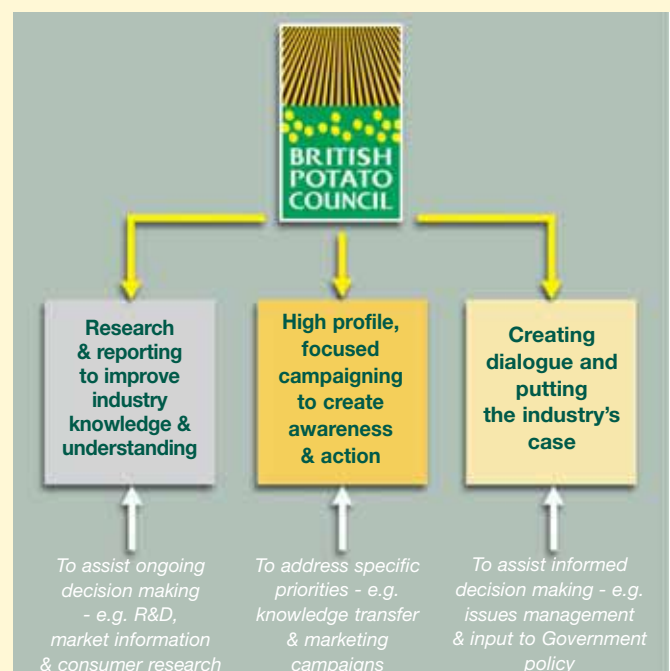 BRITISH
POTATO
COUNCIL
Research
& reporting
to improve
industry
knowledge &
understanding
High profile,
focused
campaigning
to create
awareness
& action
Creating
dialogue and
putting
the industry's
case
To assist ongoing
decision making
- e.g. R&D,
market information
& consumer research
To address specific
priorities - e.g.
knowledge transfer
& marketing
campaigns
To assist informed
decision making - e.g.
issues management
& input to Government
policy